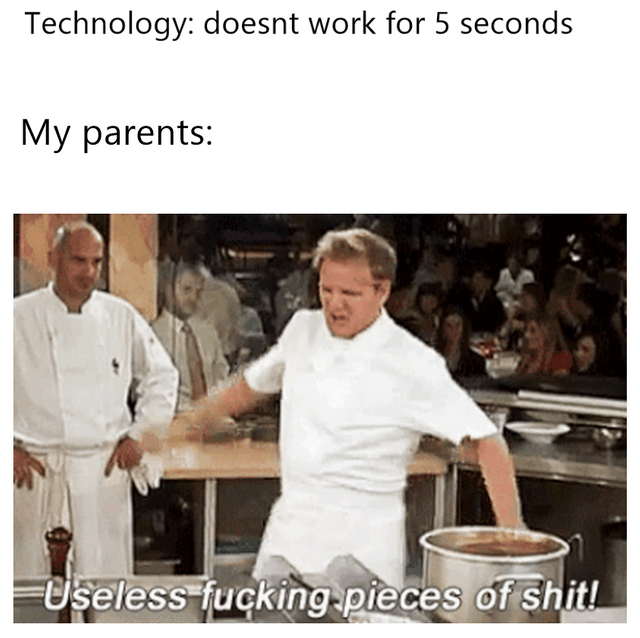 Technology: doesnt work for 5 seconds
My parents:
Useless fucking pieces of shit!